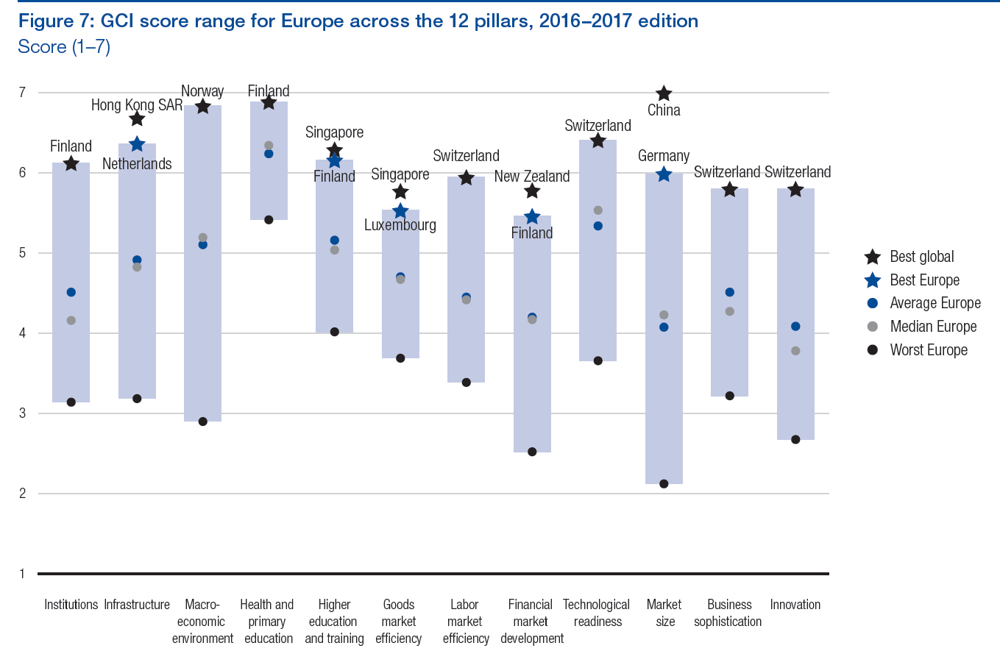 Figure 7: GCI score range for Europe across the 12 pillars, 2016–2017 edition
Score (1–7)
7
6
5
4
3
2
1
Finland
Hong Kong SAR
Netherlands
Norway
Finland
Singapore
Finland
Singapore
Luxembourg
Switzerland
New Zealand
Finland
Switzerland
China
Germany
Switzerland
Switzerland
Best global
Best Europe
Average Europe
Median Europe
Worst Europe
Institutions
Infrastructure
Macro-
economic
environment
Health and
primary
education
Higher
education
and training
Goods
market
efficiency
Labor
market
efficiency
Financial
market
development
Technological
readiness
Market
size
Business
sophistication
Innovation